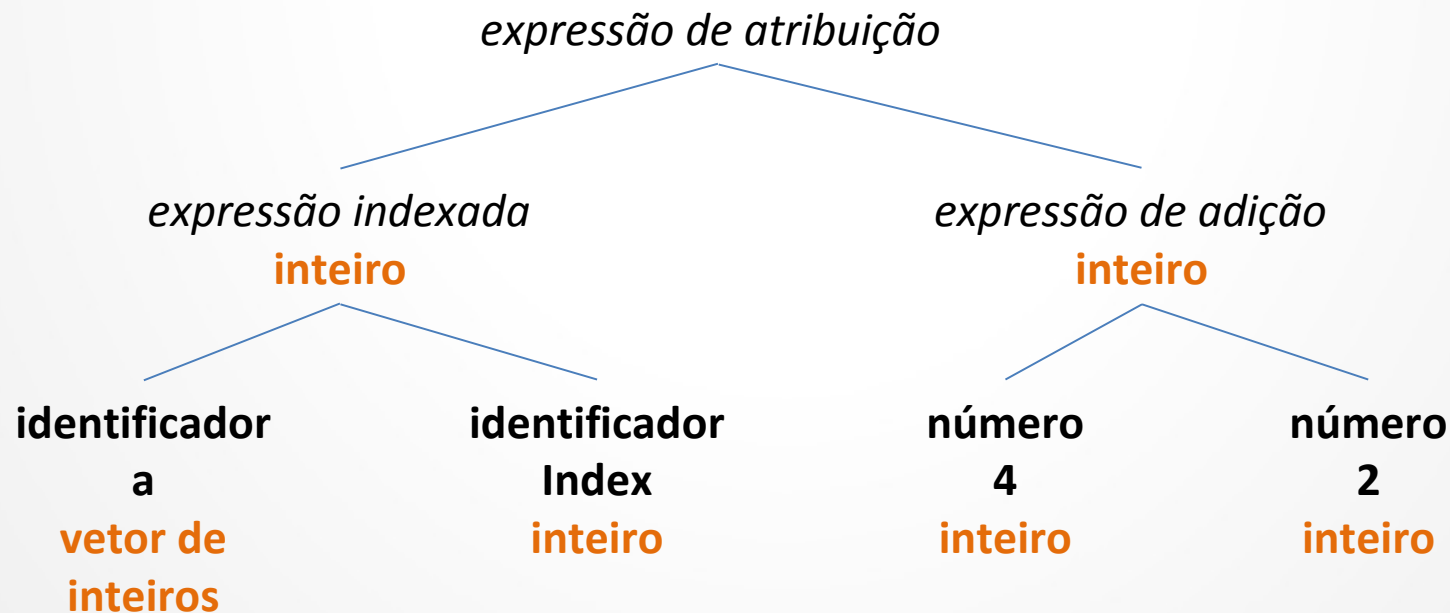 expressão de atribuição
expressão indexada
inteiro
expressão de adição
inteiro
identificador
a
vetor de
inteiros
identificador
Index
inteiro
número
4
inteiro
número
2
inteiro